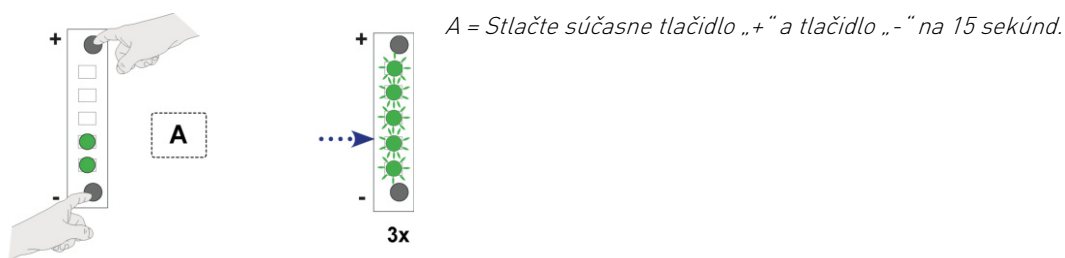 A = Stlačte súčasne tlačidlo „+“ a tlačidlo „-“ na 15 sekúnd.
+
+
A
-
-
3x